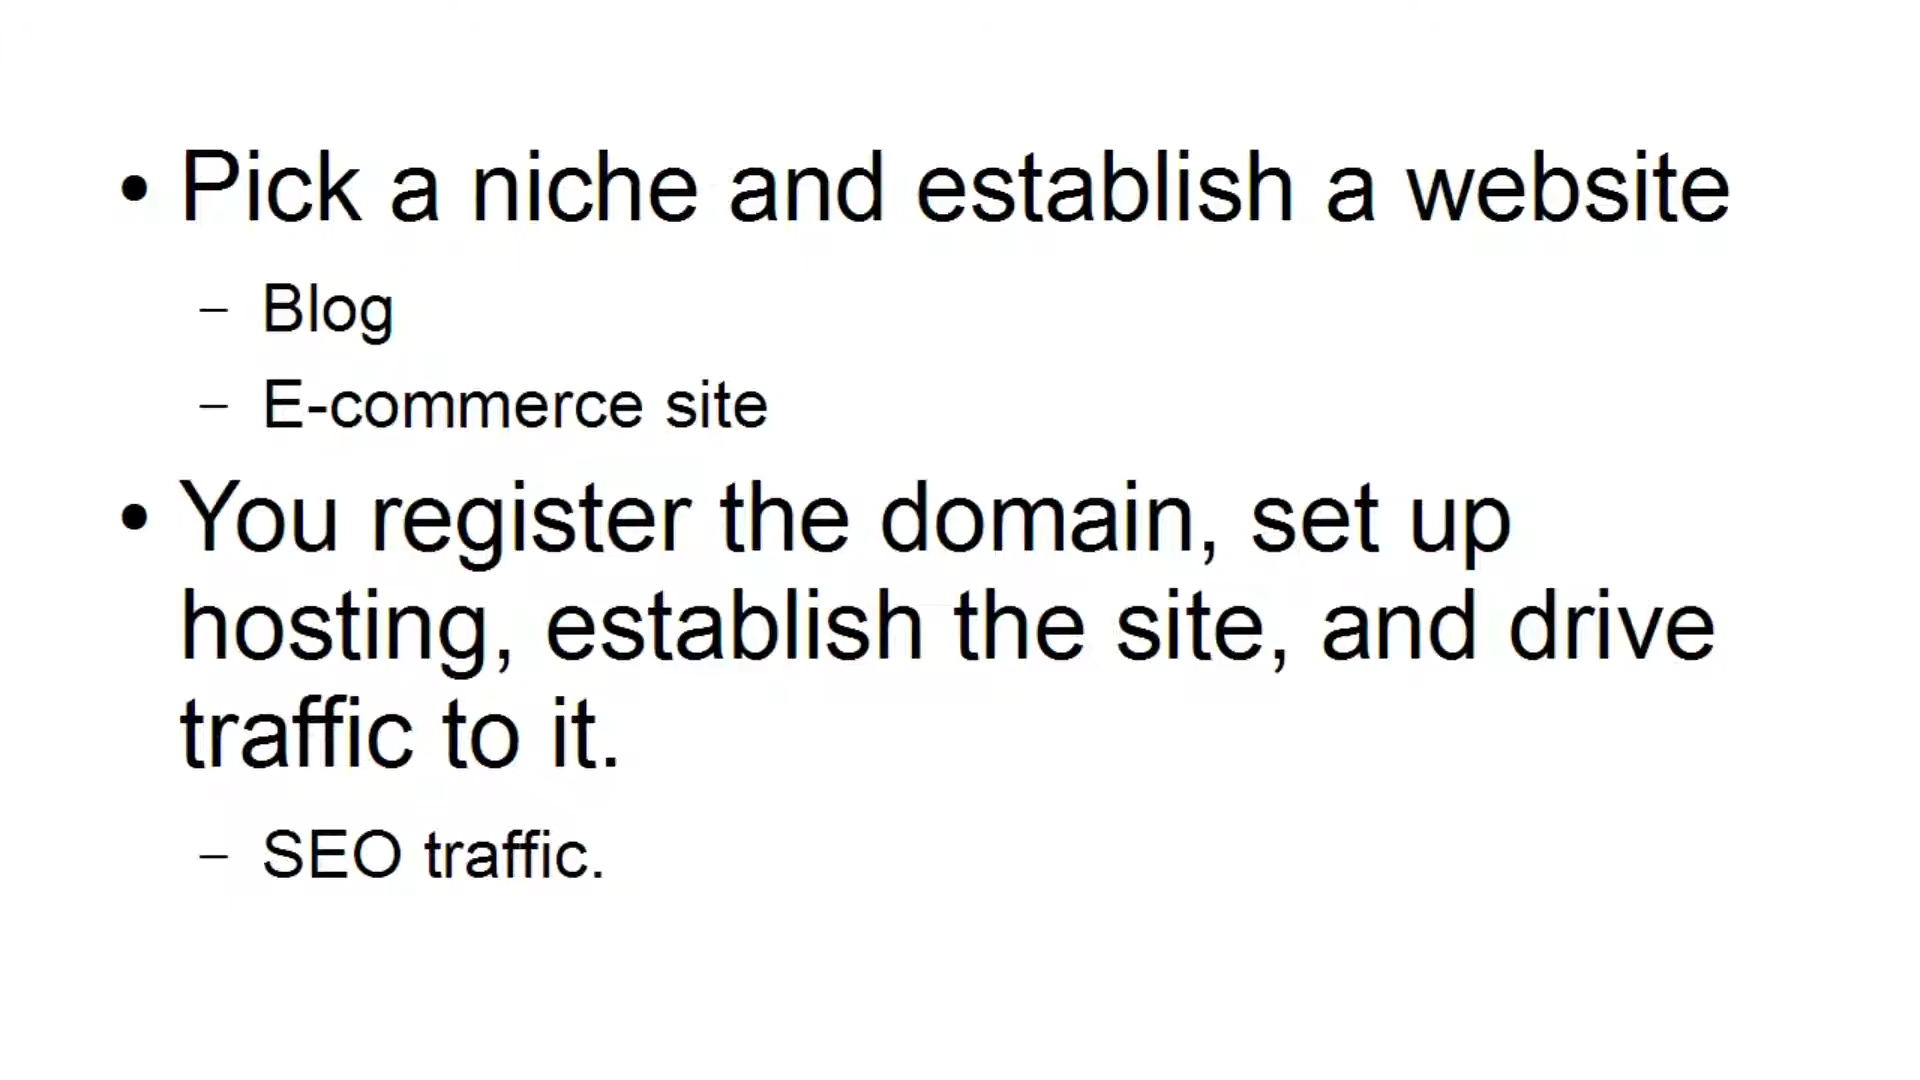 • Pick a niche and establish a website
– Blog
– E-commerce site
• You register the domain, set up
hosting, establish the site, and drive
traffic to it.
– SEO traffic.